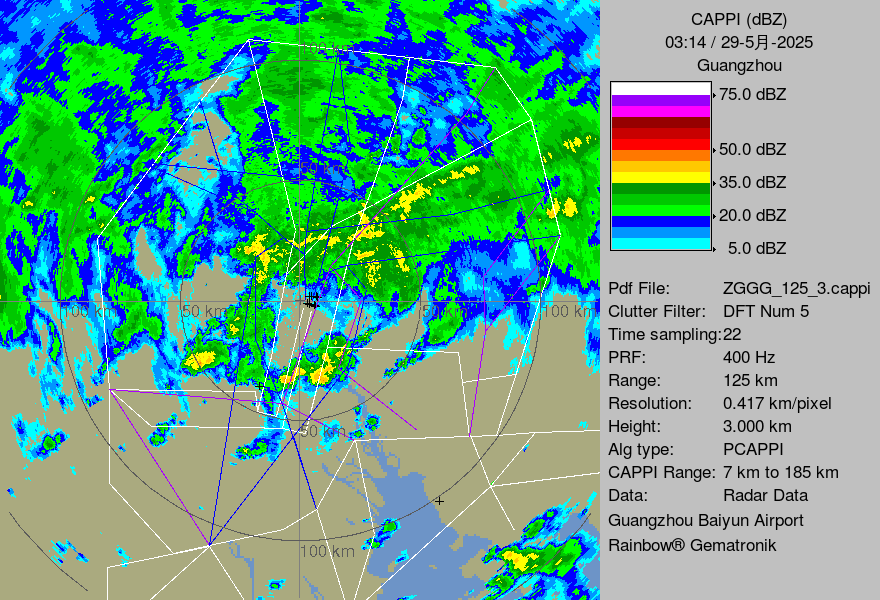 CAPPI (dBZ)
03:14 / 29-5月-2025
Guangzhou
75.0 dBZ
50.0 dBZ
35.0 dBZ
20.0 dBZ
5.0 dBZ
Pdf File: ZGGG_125_3.cappi
Clutter Filter: DFT Num 5
Time sampling:22
PRF: 400 Hz
Range: 125 km
Resolution: 0.417 km/pixel
Height: 3.000 km
Alg type: PCAPPI
CAPPI Range: 7 km to 185 km
Data: Radar Data
Guangzhou Baiyun Airport
Rainbow® Gematronik
100 km
100 km
50 km
50 km
100 km
50 km
100 km